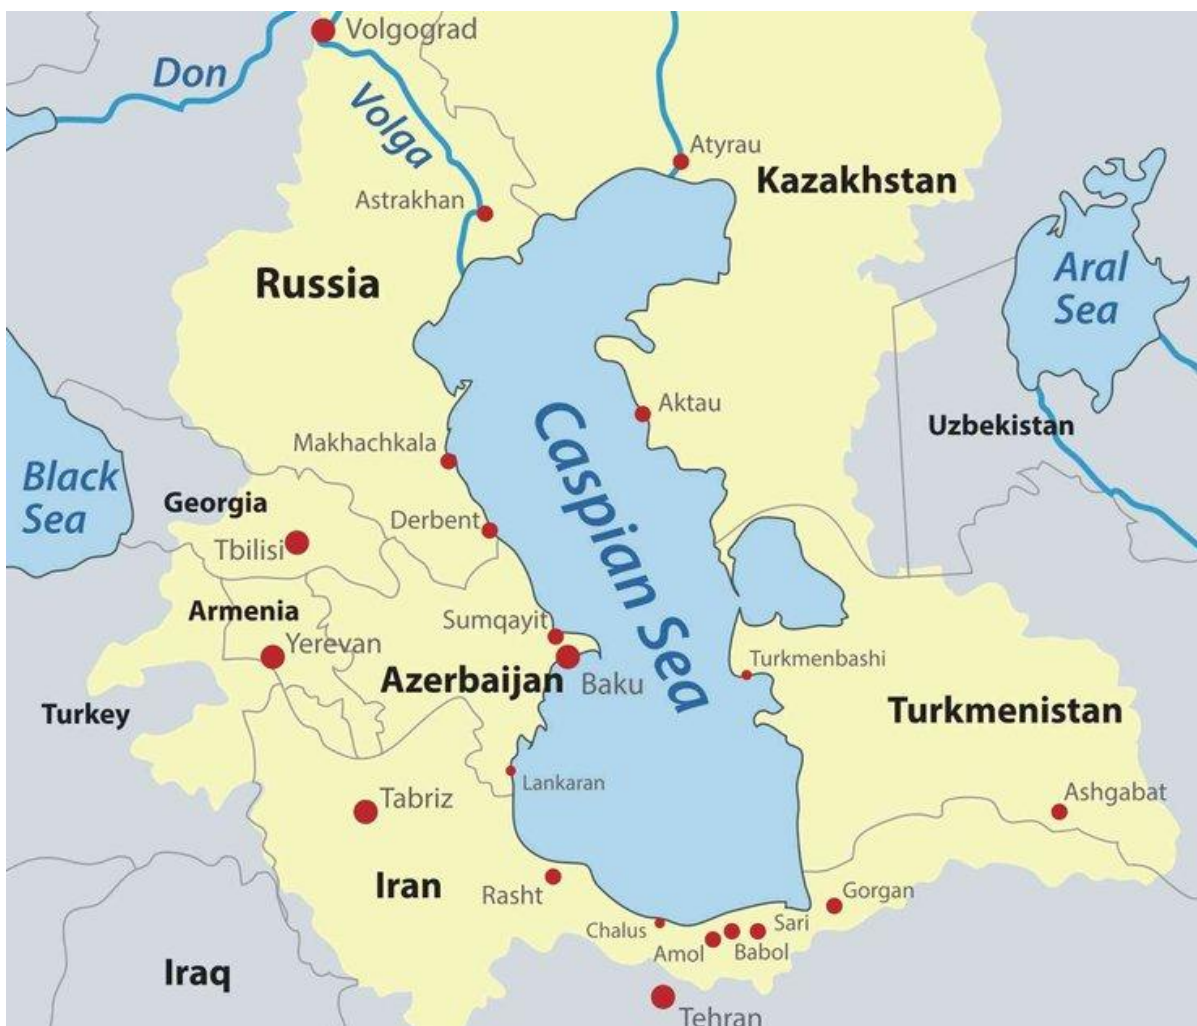 Volgograd
Don
Volga
Atyrau
Kazakhstan
Astrakhan
Russia
Aral
Sea
Aktau
Uzbekistan
Makhachkala
Caspian Sea
Black
Sea
Georgia
Derbent
Tbilisi
Armenia
Sumqayit
Yerevan
Azerbaijan
Baku
Turkmenbashi
Turkey
Turkmenistan
Lankaran
Tabriz
Ashgabat
Iran
Rasht
Gorgan
Chalus
Sari
Amol
Babol
Iraq
Tehran